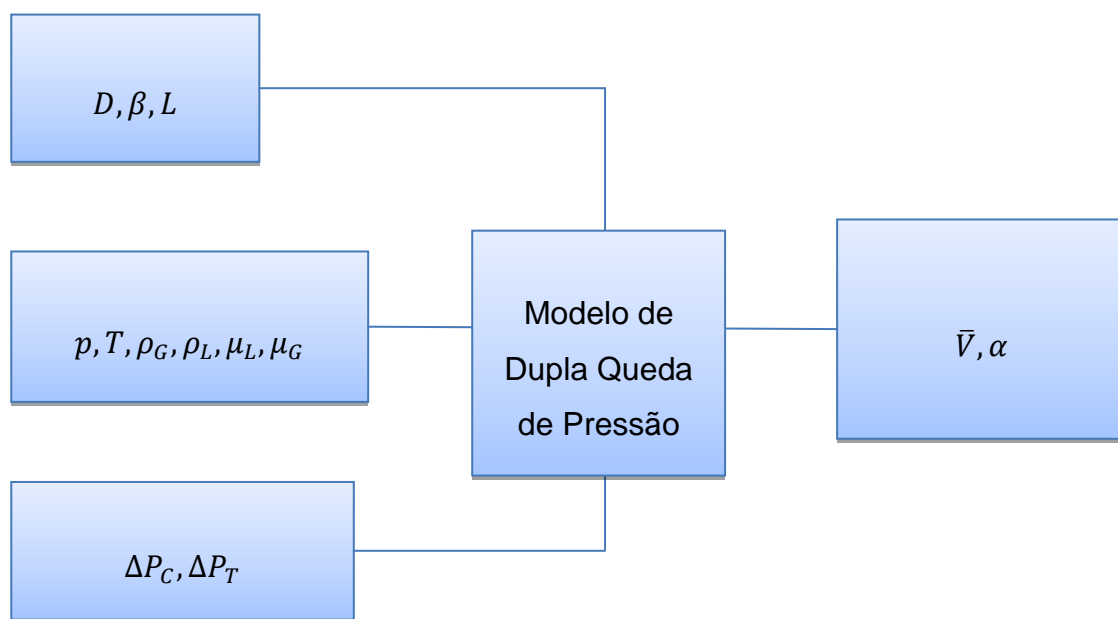 D, β, L
p, T, ρ_G, ρ_L, μ_L, μ_G
ΔP_C, ΔP_T
Modelo de
Dupla Queda
de Pressão
V̄, α